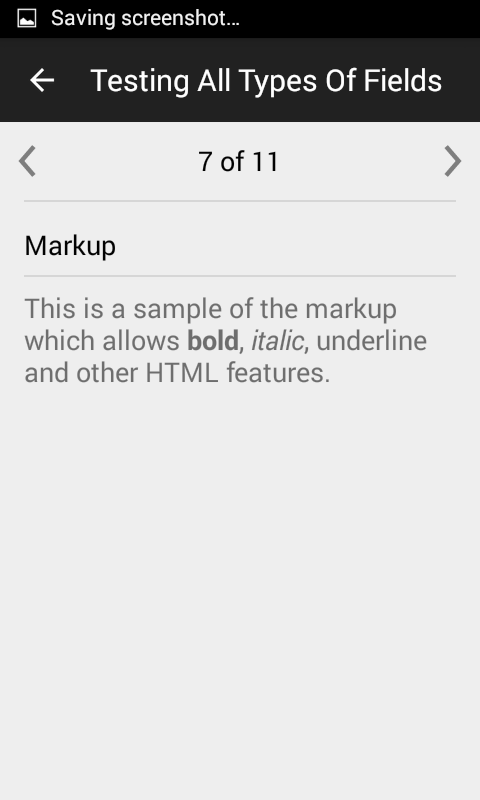 Saving screenshot...
Testing All Types Of Fields
7 of 11
Markup
This is a sample of the markup
which allows bold, italic, underline
and other HTML features.